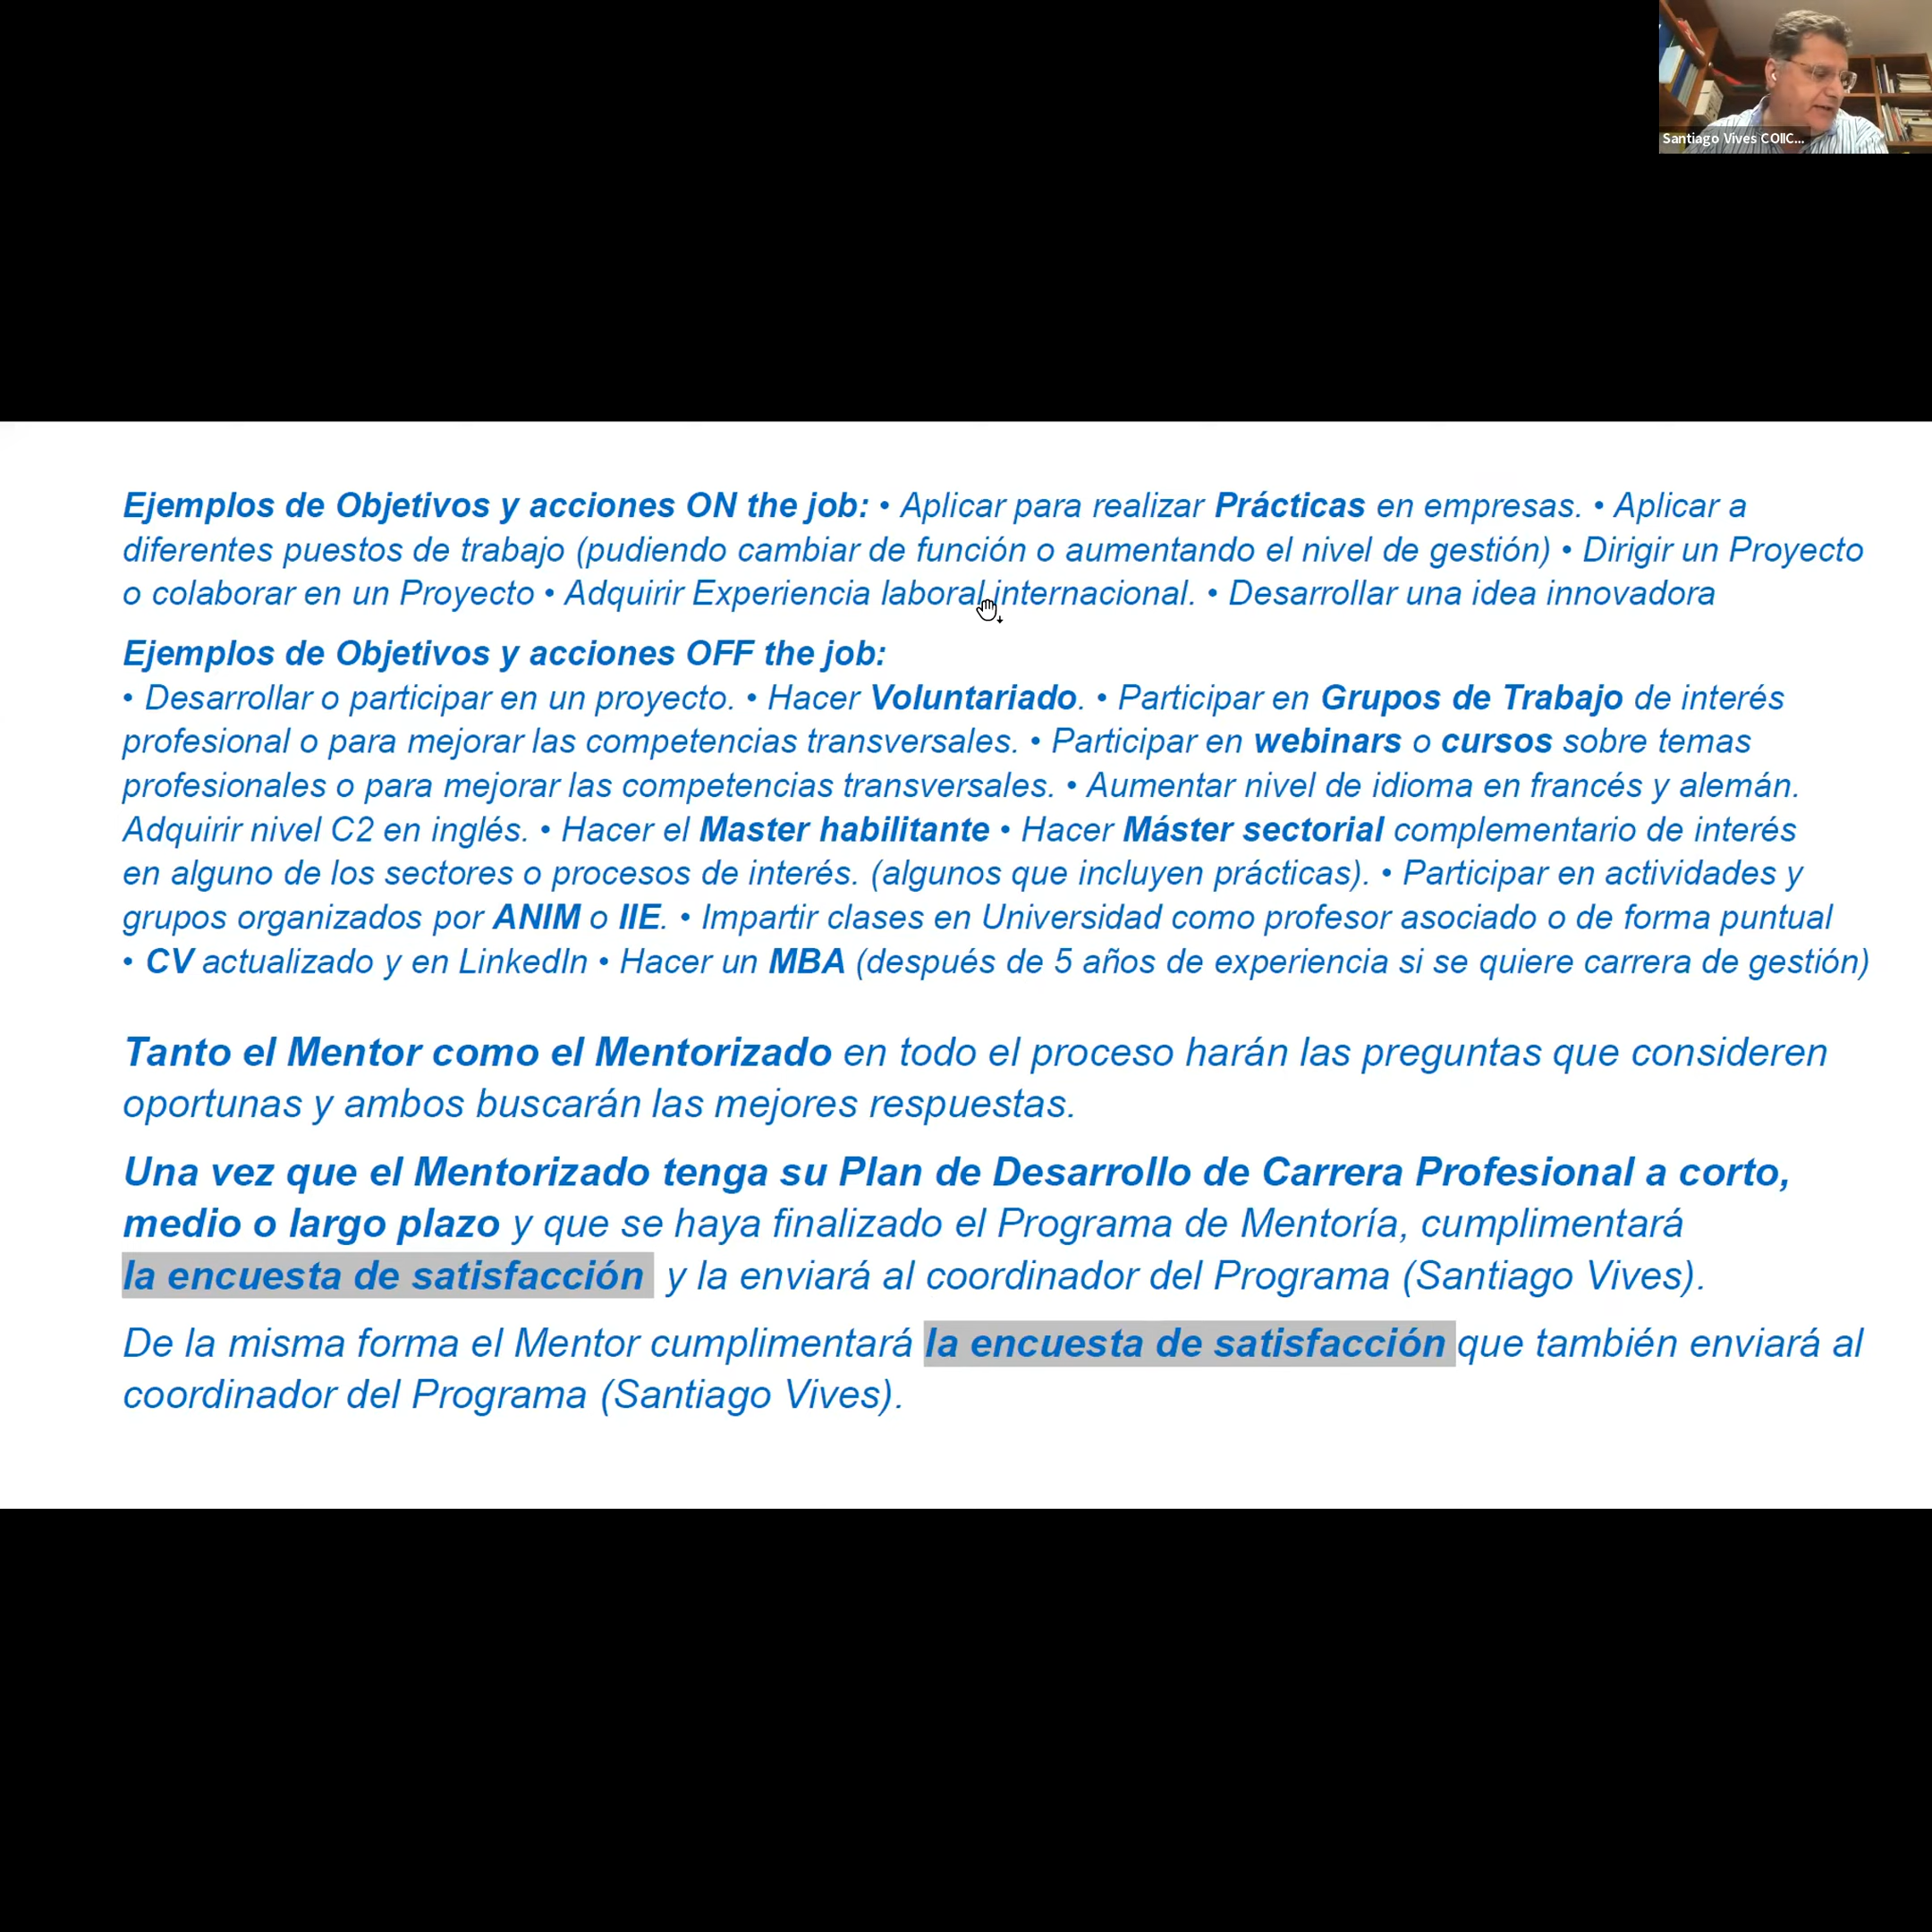 Santiago Vives COIIC...
Ejemplos de Objetivos y acciones ON the job: • Aplicar para realizar Prácticas en empresas. • Aplicar a
diferentes puestos de trabajo (pudiendo cambiar de función o aumentando el nivel de gestión) • Dirigir un Proyecto
o colaborar en un Proyecto • Adquirir Experiencia laboral internacional. • Desarrollar una idea innovadora
Ejemplos de Objetivos y acciones OFF the job:
• Desarrollar o participar en un proyecto. • Hacer Voluntariado. • Participar en Grupos de Trabajo de interés
profesional o para mejorar las competencias transversales. • Participar en webinars o cursos sobre temas
profesionales o para mejorar las competencias transversales. • Aumentar nivel de idioma en francés y alemán.
Adquirir nivel C2 en inglés. • Hacer el Master habilitante • Hacer Máster sectorial complementario de interés
en alguno de los sectores o procesos de interés. (algunos que incluyen prácticas). • Participar en actividades y
grupos organizados por ANIM o IIE. • Impartir clases en Universidad como profesor asociado o de forma puntual
• CV actualizado y en LinkedIn • Hacer un MBA (después de 5 años de experiencia si se quiere carrera de gestión)
Tanto el Mentor como el Mentorizado en todo el proceso harán las preguntas que consideren
oportunas y ambos buscarán las mejores respuestas.
Una vez que el Mentorizado tenga su Plan de Desarrollo de Carrera Profesional a corto,
medio o largo plazo y que se haya finalizado el Programa de Mentoría, cumplimentará
la encuesta de satisfacción y la enviará al coordinador del Programa (Santiago Vives).
De la misma forma el Mentor cumplimentará la encuesta de satisfacción que también enviará al
coordinador del Programa (Santiago Vives).